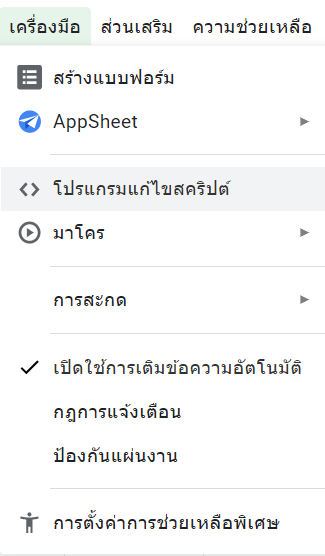 เครื่องมือ ส่วนเสริม ความช่วยเหลือ
สร้างแบบฟอร์ม
AppSheet
โปรแกรมแก้ไขสคริปต์
มาโคร
การสะกด
เปิดใช้การเติมข้อความอัตโนมัติ
กฎการแจ้งเตือน
ป้องกันแผ่นงาน
การตั้งค่าการช่วยเหลือพิเศษ